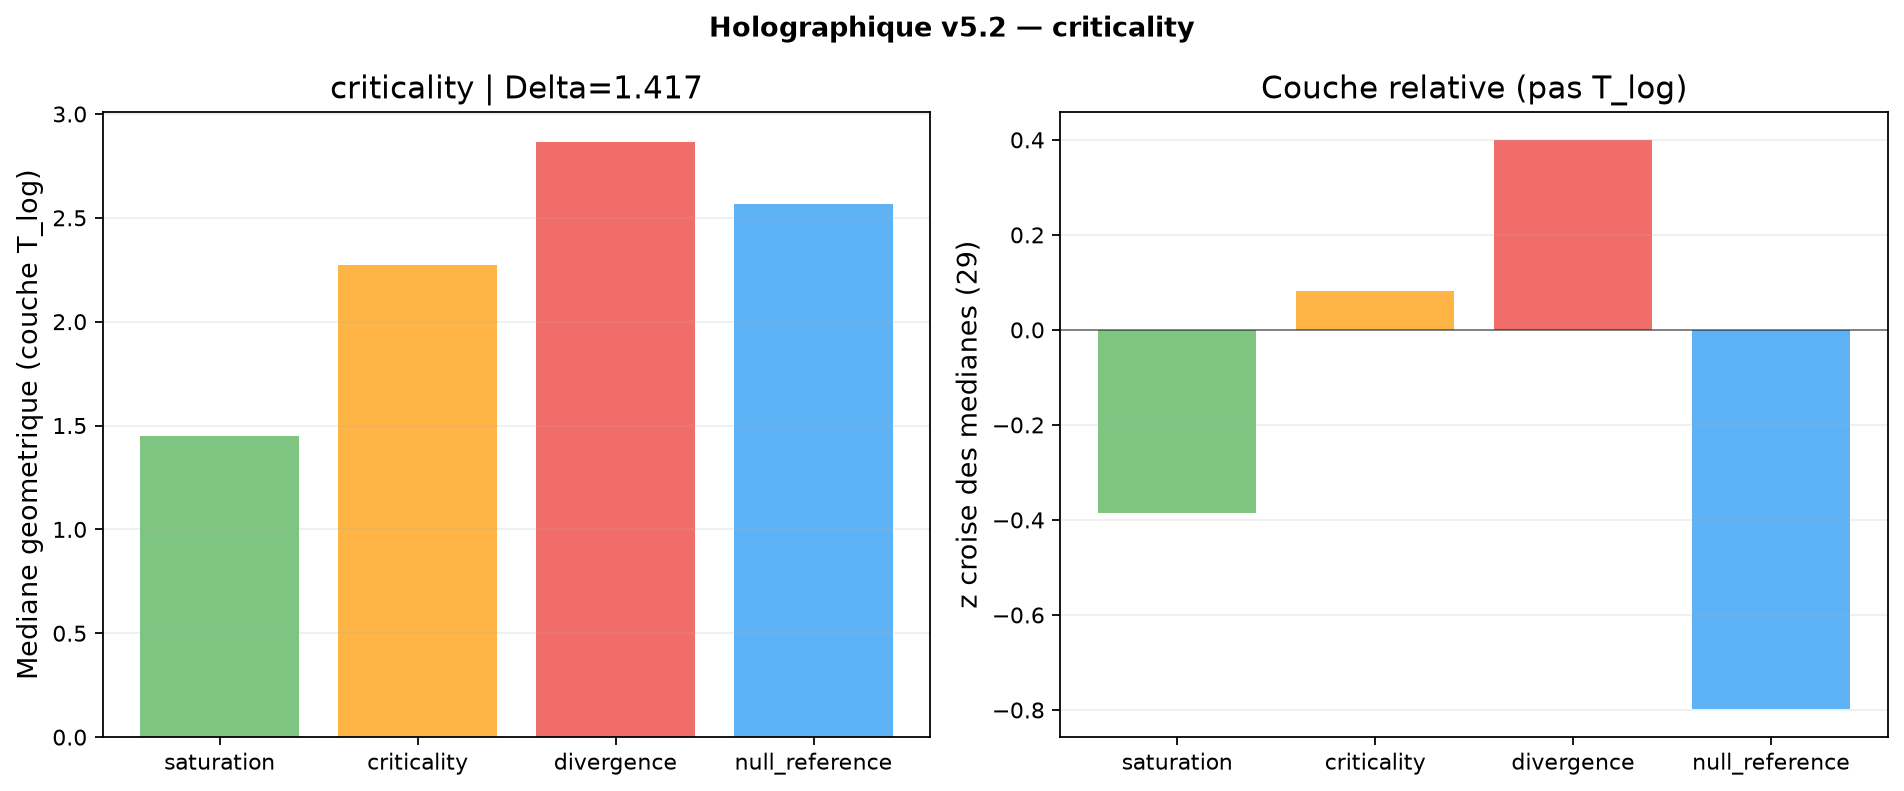 Holographique v5.2 — criticality
criticality | Delta=1.417
Mediane geometrique (couche T_log)
3.0
2.5
2.0
1.5
1.0
0.5
0.0
saturation
criticality
divergence
null_reference
Couche relative (pas T_log)
z croise des medianes (29)
0.4
0.2
0.0
−0.2
−0.4
−0.6
−0.8
saturation
criticality
divergence
null_reference